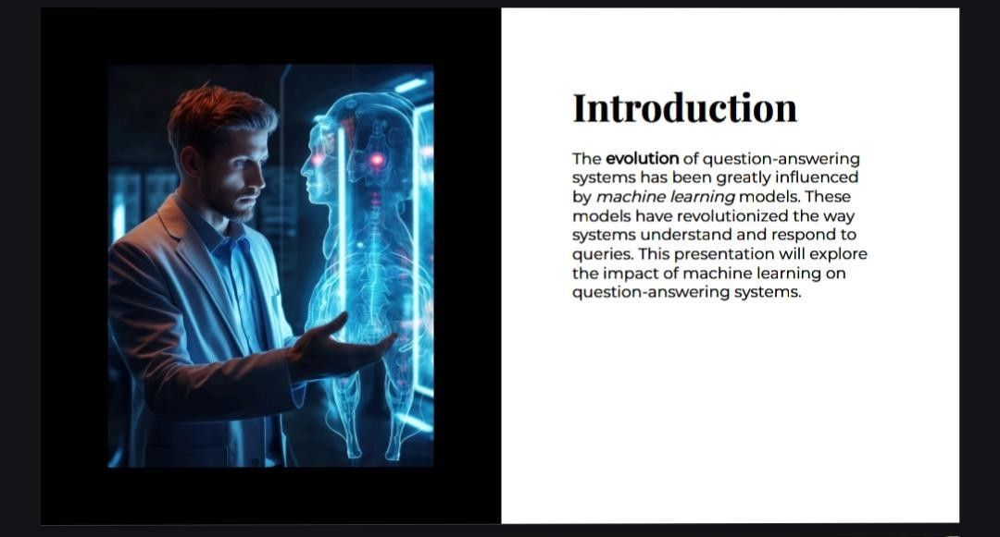 Introduction
The evolution of question-answering
systems has been greatly influenced
by machine learning models. These
models have revolutionized the way
systems understand and respond to
queries. This presentation will explore
the impact of machine learning on
question-answering systems.